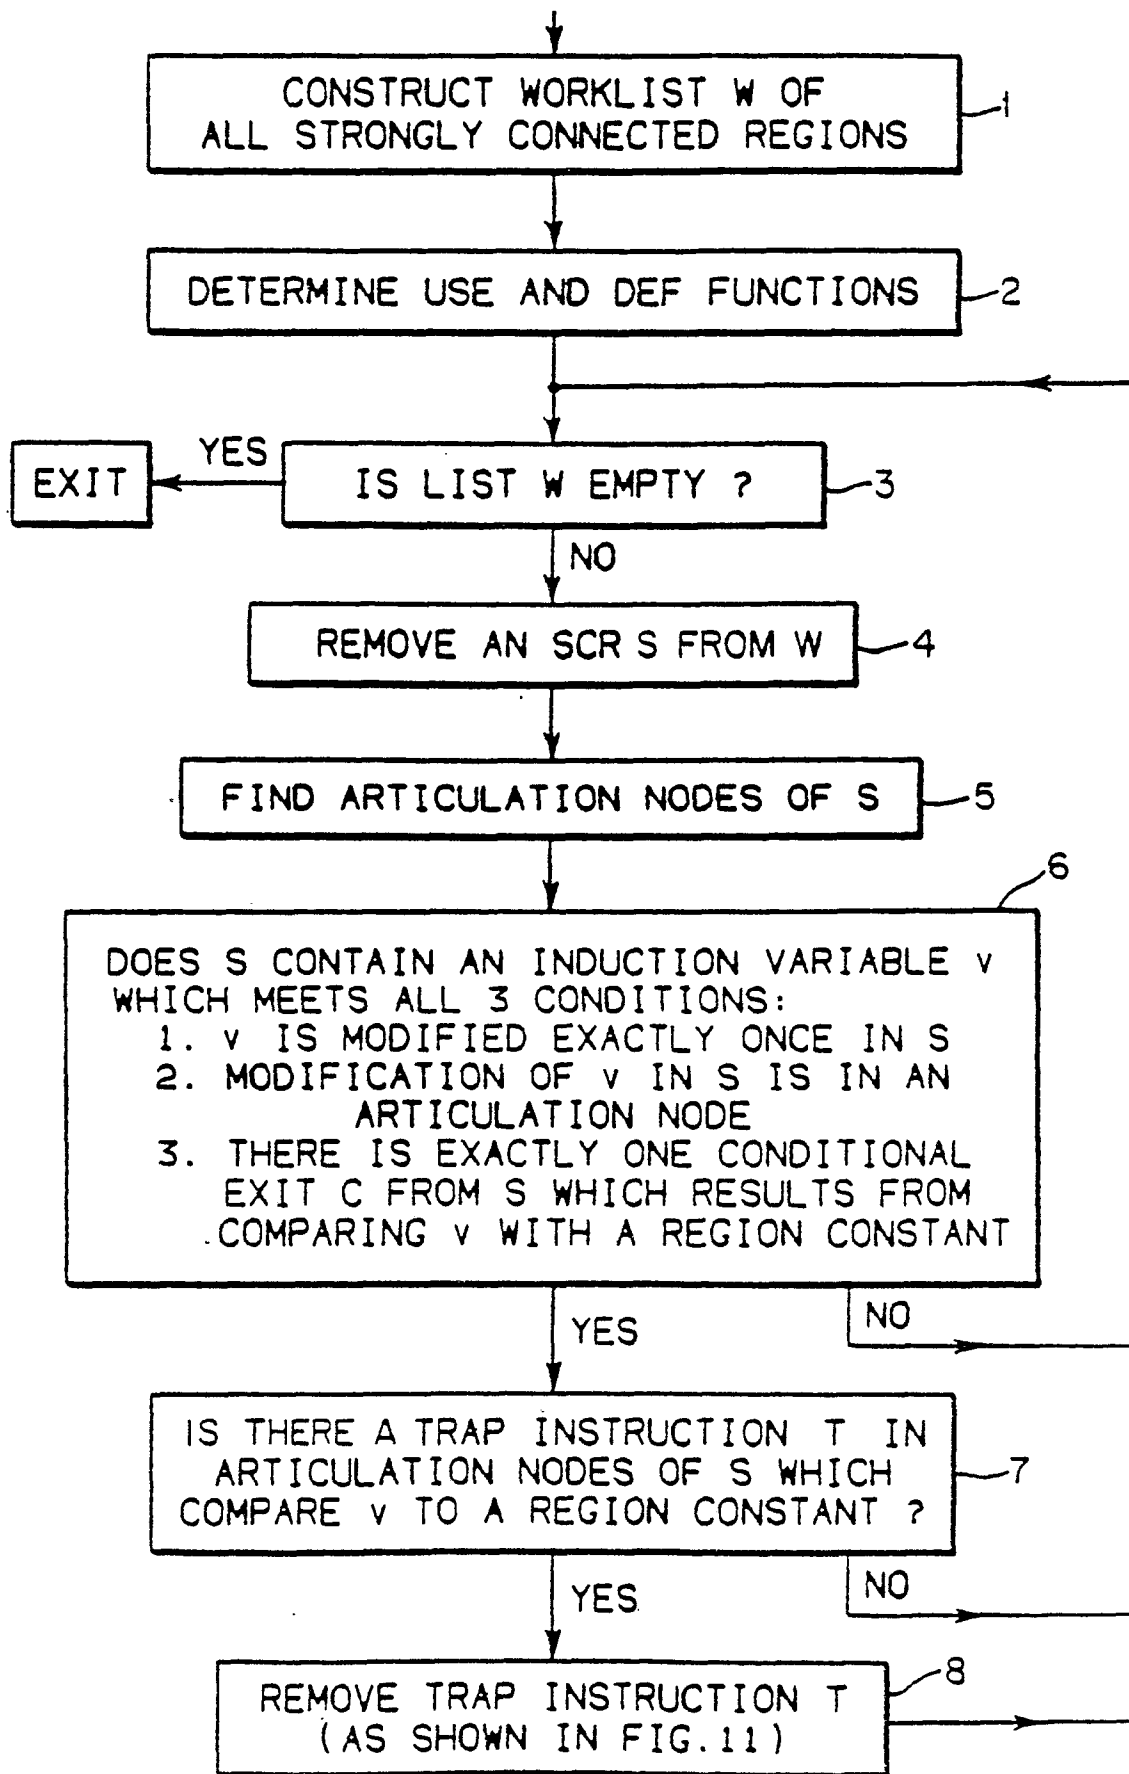 CONSTRUCT WORKLIST W OF
ALL STRONGLY CONNECTED REGIONS
1
DETERMINE USE AND DEF FUNCTIONS
2
EXIT
YES
IS LIST W EMPTY ?
3
NO
REMOVE AN SCR S FROM W
4
FIND ARTICULATION NODES OF S
5
6
DOES S CONTAIN AN INDUCTION VARIABLE v
WHICH MEETS ALL 3 CONDITIONS:
1. v IS MODIFIED EXACTLY ONCE IN S
2. MODIFICATION OF v IN S IS IN AN
ARTICULATION NODE
3. THERE IS EXACTLY ONE CONDITIONAL
EXIT C FROM S WHICH RESULTS FROM
COMPARING v WITH A REGION CONSTANT
YES
NO
IS THERE A TRAP INSTRUCTION T IN
ARTICULATION NODES OF S WHICH
COMPARE v TO A REGION CONSTANT ?
7
YES
NO
8
REMOVE TRAP INSTRUCTION T
(AS SHOWN IN FIG.11)